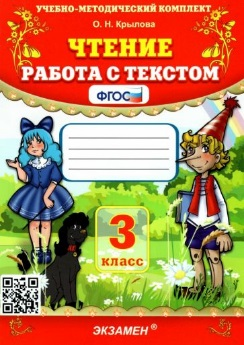 УЧЕБНО-МЕТОДИЧЕСКИЙ КОМПЛЕКТ
О. Н. Крылова
ЧТЕНИЕ
РАБОТА С ТЕКСТОМ
ФГОС
3
класс
ЭКЗАМЕН®